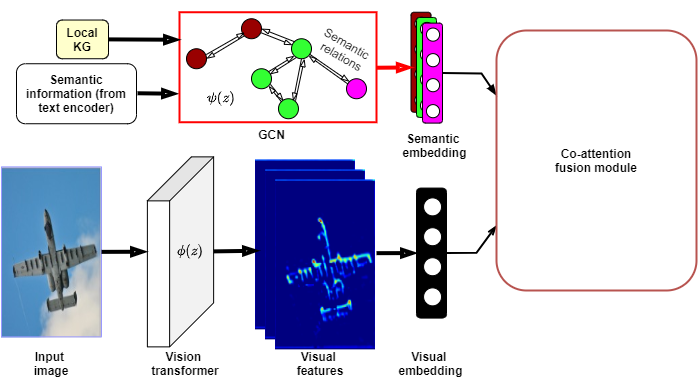 Local
KG
Semantic
information (from
text encoder)
Semantic
relations
ψ(z)
GCN
Semantic
embedding
Co-attention
fusion module
ϕ(z)
Input
image
Vision
transformer
Visual
features
Visual
embedding